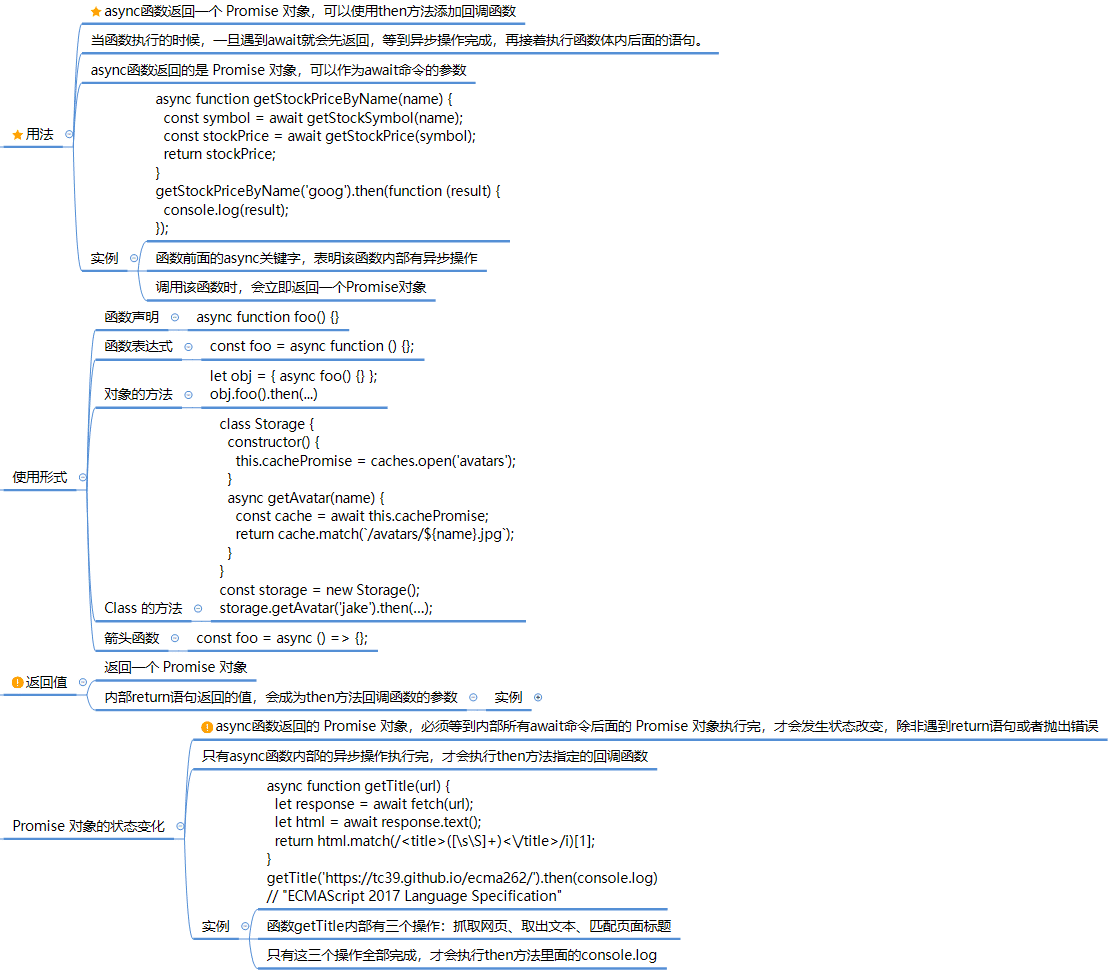 async函数返回一个 Promise 对象，可以使用then方法添加回调函数
当函数执行的时候，一旦遇到await就会先返回，等到异步操作完成，再接着执行函数体内后面的语句。
async函数返回的是 Promise 对象，可以作为await命令的参数
用法
async function getStockPriceByName(name) {
  const symbol = await getStockSymbol(name);
  const stockPrice = await getStockPrice(symbol);
  return stockPrice;
}
getStockPriceByName('goog').then(function (result) {
  console.log(result);
});
实例
函数前面的async关键字，表明该函数内部有异步操作
调用该函数时，会立即返回一个Promise对象
函数声明
async function foo() {}
函数表达式
const foo = async function () {};
对象的方法
let obj = { async foo() {} };
obj.foo().then(...)
使用形式
class Storage {
  constructor() {
    this.cachePromise = caches.open('avatars');
  }
  async getAvatar(name) {
    const cache = await this.cachePromise;
    return cache.match(`/avatars/${name}.jpg`);
  }
}
const storage = new Storage();
Class 的方法
storage.getAvatar('jake').then(…);
箭头函数
const foo = async () => {};
返回值
返回一个 Promise 对象
内部return语句返回的值，会成为then方法回调函数的参数
实例
async函数返回的 Promise 对象，必须等到内部所有await命令后面的 Promise 对象执行完，才会发生状态改变，除非遇到return语句或者抛出错误
只有async函数内部的异步操作执行完，才会执行then方法指定的回调函数
Promise 对象的状态变化
async function getTitle(url) {
  let response = await fetch(url);
  let html = await response.text();
  return html.match(/<title>([\s\S]+)<\/title>/i)[1];
}
getTitle('https://tc39.github.io/ecma262/').then(console.log)
// "ECMAScript 2017 Language Specification"
实例
函数getTitle内部有三个操作：抓取网页、取出文本、匹配页面标题
只有这三个操作全部完成，才会执行then方法里面的console.log